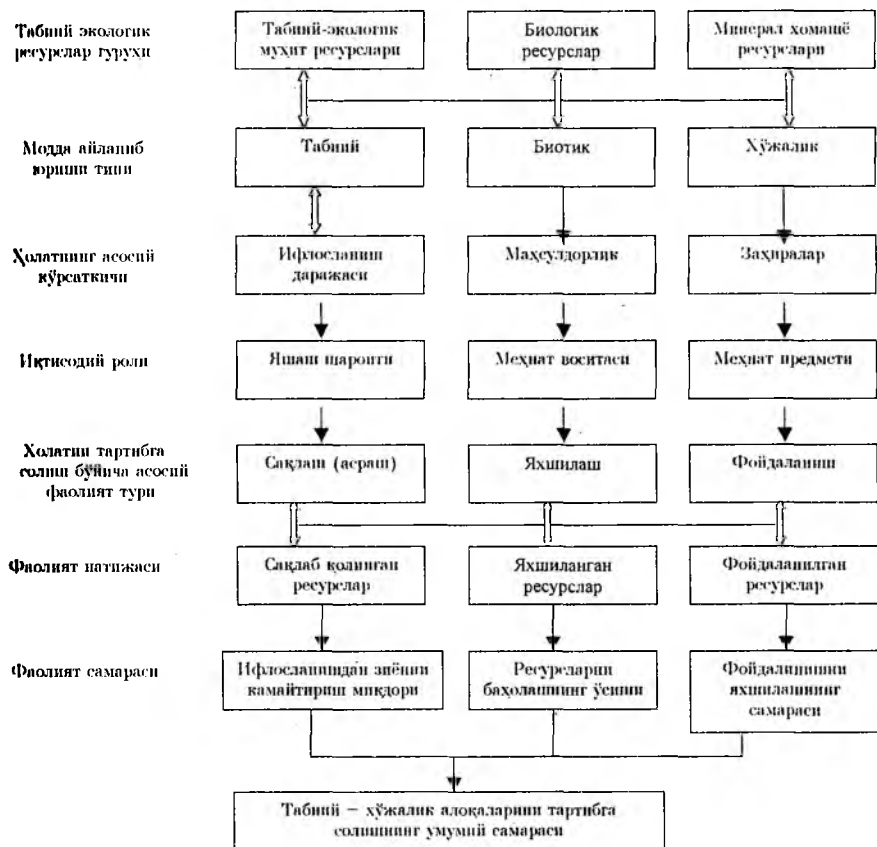 Табиий экологик
ресурслар гуруҳи
Табиий-экологик
муҳит ресурслари
Биологик
ресурслар
Минерал хомашё
ресурслари
Модда айланиб
юриши типи
Табиий
Биотик
Хўжалик
Ҳолатнинг асосий
кўрсаткичи
Ифлосланиш
даражаси
Маҳсулдорлик
Заҳиралар
Иқтисодий роли
Яшаш шароити
Меҳнат воситаси
Меҳнат предмети
Ҳолатни тартибга
солиш бўйича асосий
фаолият тури
Сақлаш (асраш)
Яхшилаш
Фойдаланиш
Фаолият натижаси
Сақлаб қолинган
ресурслар
Яхшиланган
ресурслар
Фойдаланилган
ресурслар
Фаолият самараси
Ифлосланишдан зиённи
камайтириш миқдори
Ресурсларни
баҳолашнинг ўсиши
Фойдалинишни
яхшилашнинг
самараси
Табиий – хўжалик алоқаларини тартибга
солишнинг умумий самараси